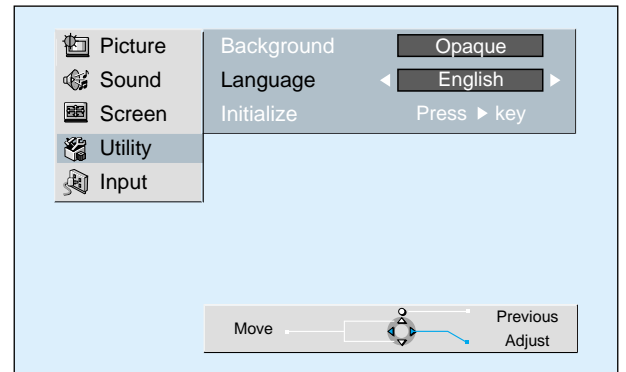 Picture
Sound
Screen
Utility
Input
Background Opaque
Language English
Initialize Press ▶ key
Move
Previous
Adjust